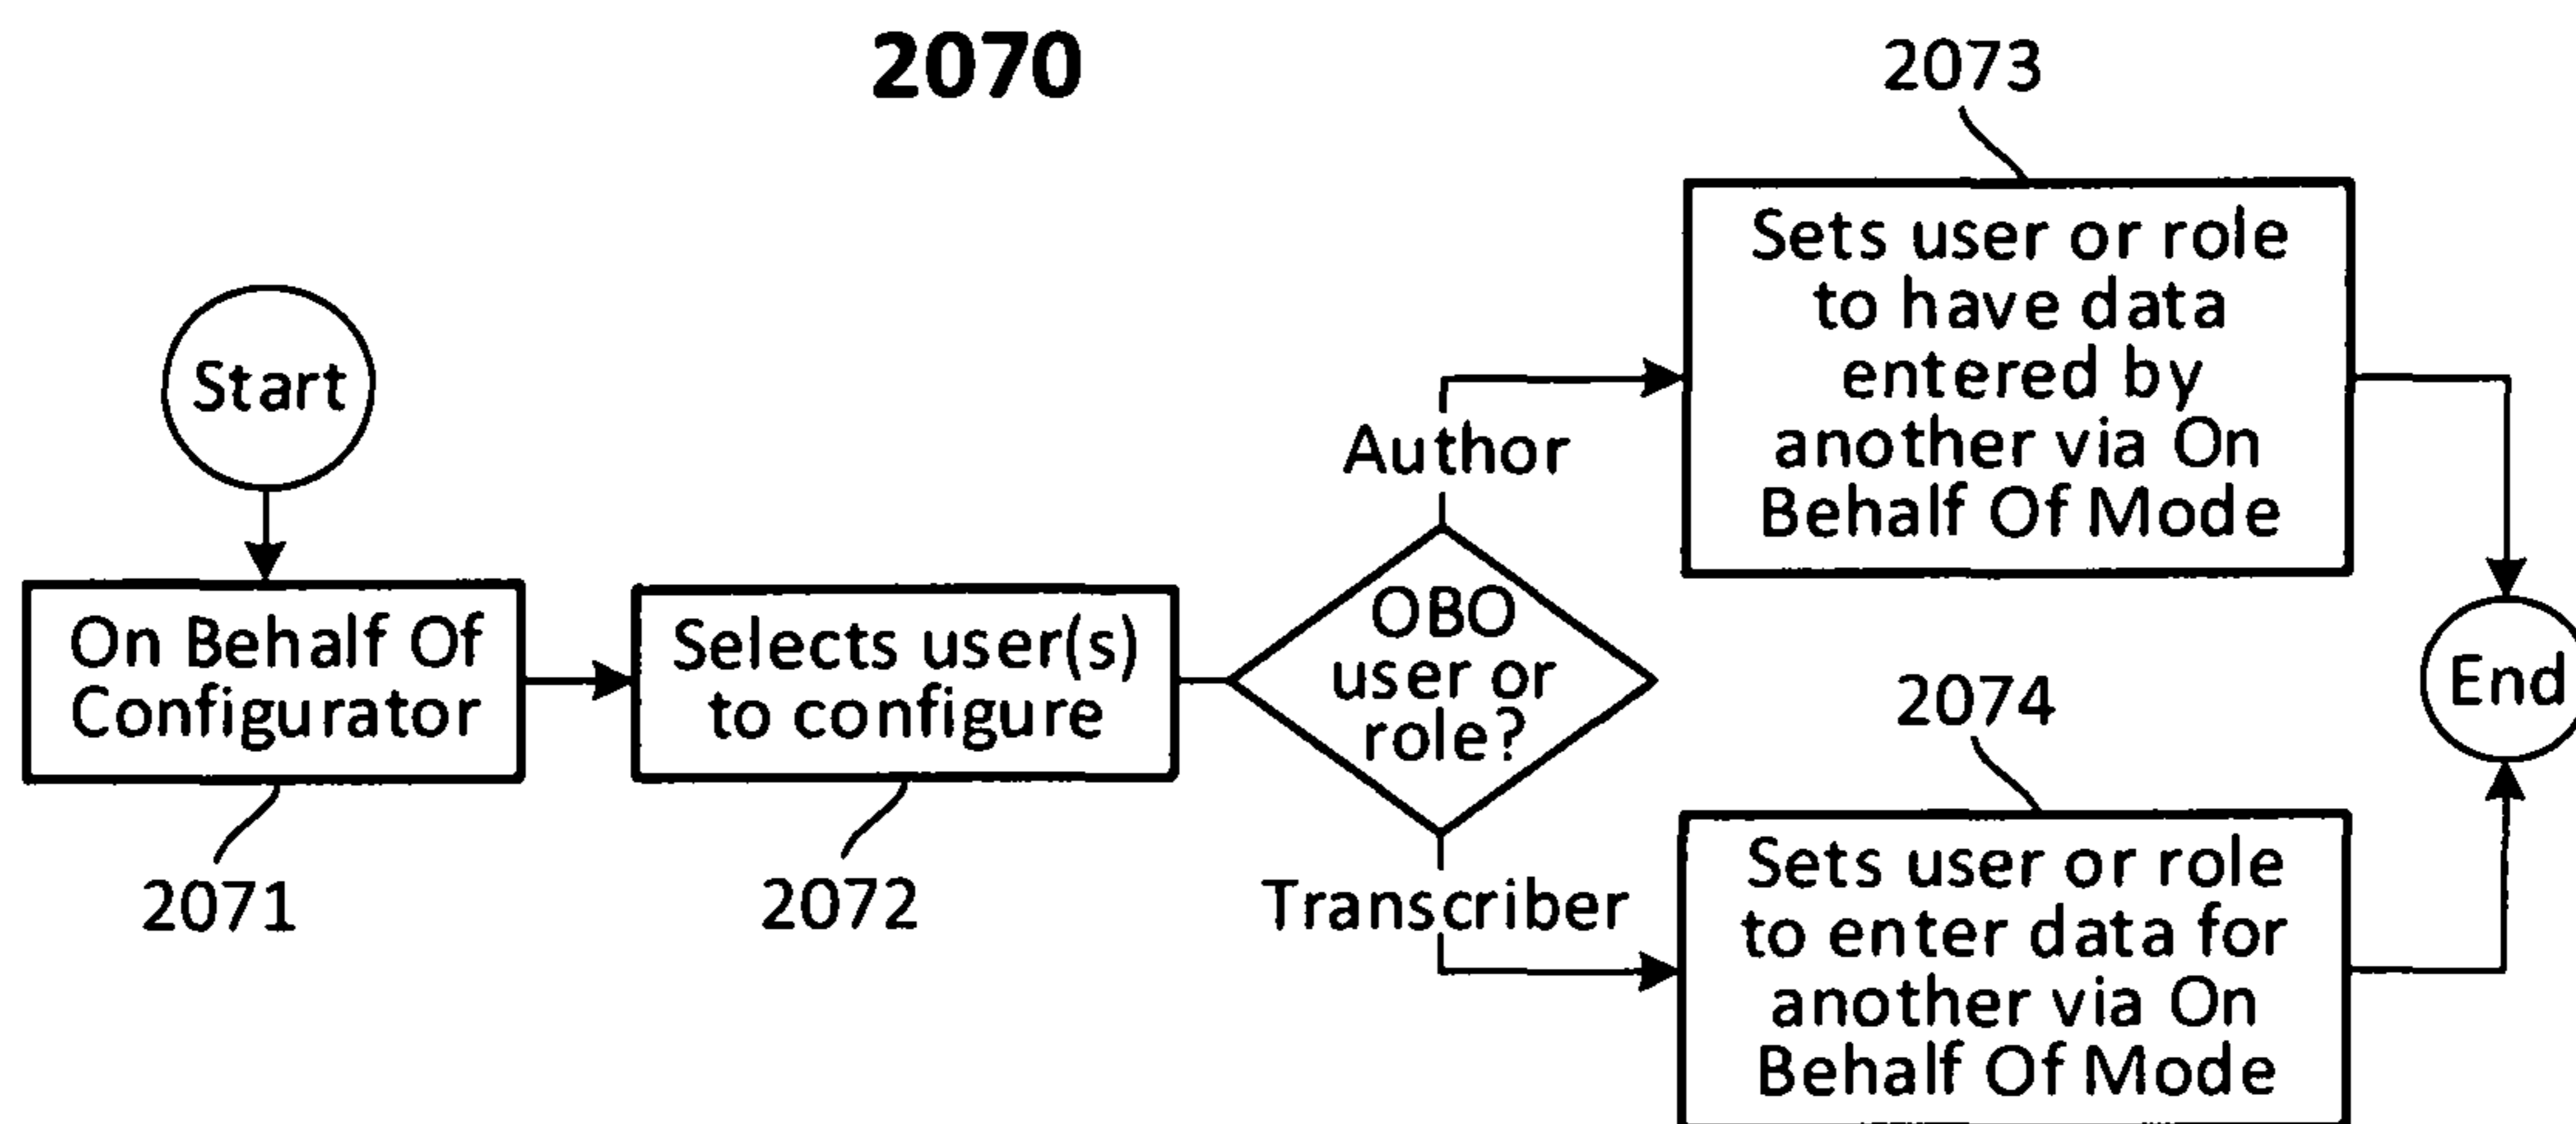 2070
Start
On Behalf Of
Configurator
2071
Selects user(s)
to configure
2072
OBO
user or
role?
Author
2073
Sets user or role
to have data
entered by
another via On
Behalf Of Mode
Transcriber
2074
Sets user or role
to enter data for
another via On
Behalf Of Mode
End